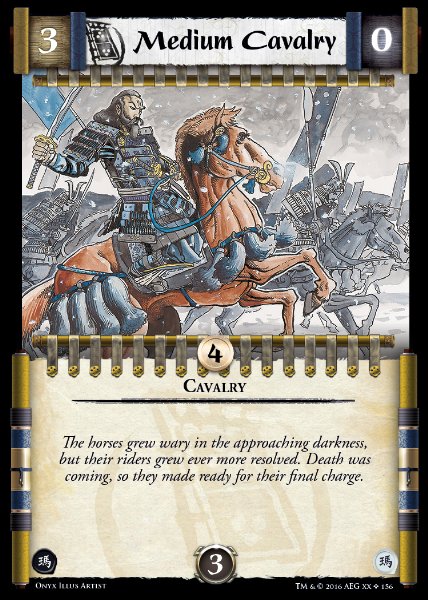 3 Medium Cavalry 0
4
Cavalry
The horses grew wary in the approaching darkness,
but their riders grew ever more resolved. Death was
coming, so they made ready for their final charge.
瑪 3 瑪
Onyx Illus Artist TM & © 2016 AEG XX ❖ 156